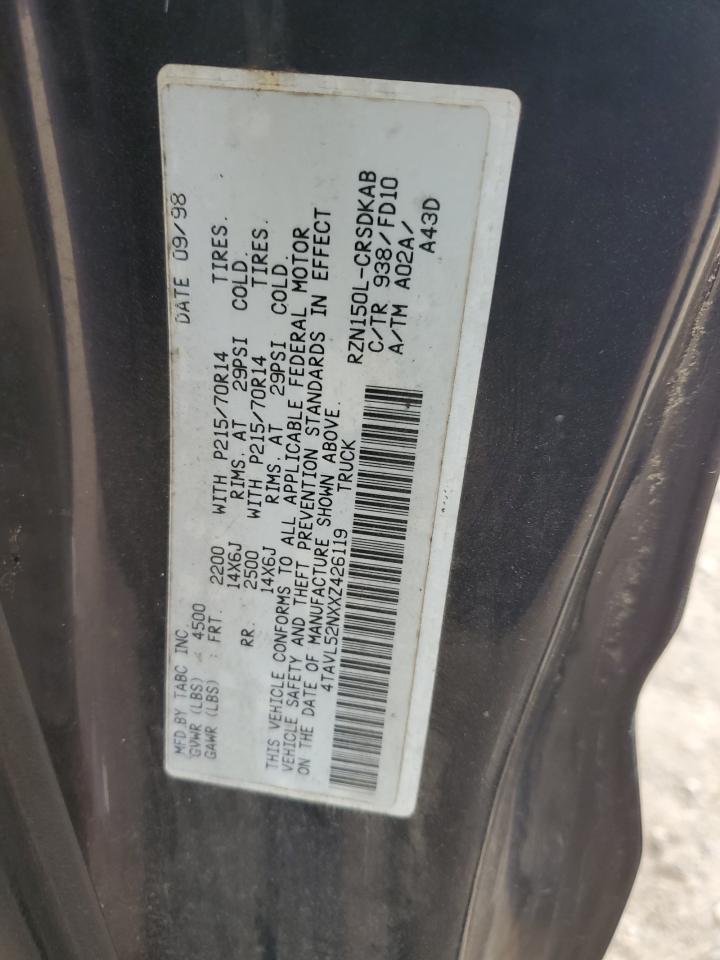 MFD BY TABC INC. DATE 09/98
GVWR (LBS) : 4500
GAWR (LBS) : FRT. 2200 WITH P215/70R14 TIRES.
14X6J RIMS. AT 29PSI COLD.
RR. 2500 WITH P215/70R14 TIRES.
14X6J RIMS. AT 29PSI COLD.
THIS VEHICLE CONFORMS TO ALL APPLICABLE FEDERAL MOTOR
VEHICLE SAFETY AND THEFT PREVENTION STANDARDS IN EFFECT
ON THE DATE OF MANUFACTURE SHOWN ABOVE.
4TAVL52NXXZ426119 TRUCK
RZN150L-CRSDKAB
C/TR 938/FD10
A/TM A02A/
A43D